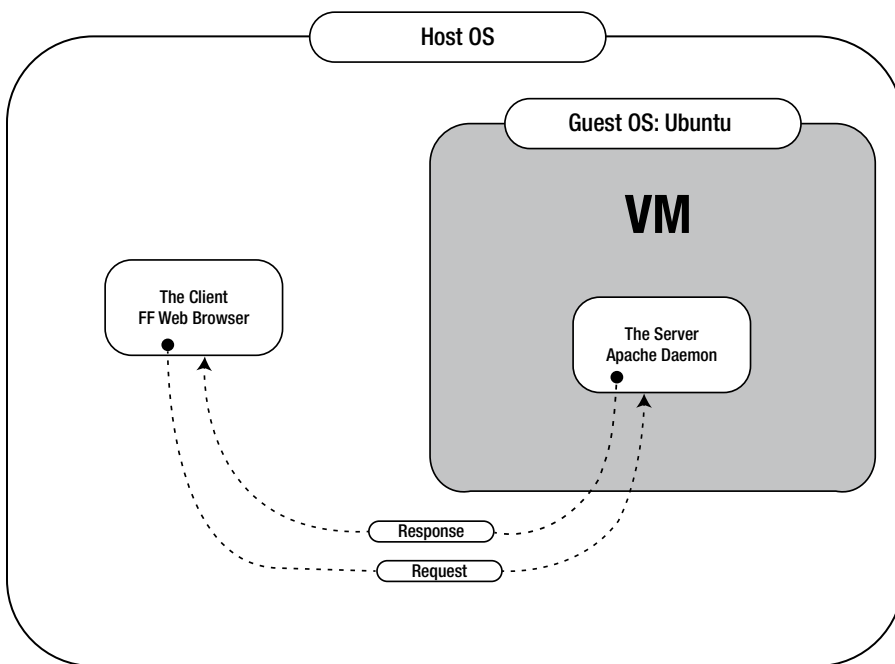 Host OS
Guest OS: Ubuntu
VM
The Client
FF Web Browser
The Server
Apache Daemon
Response
Request